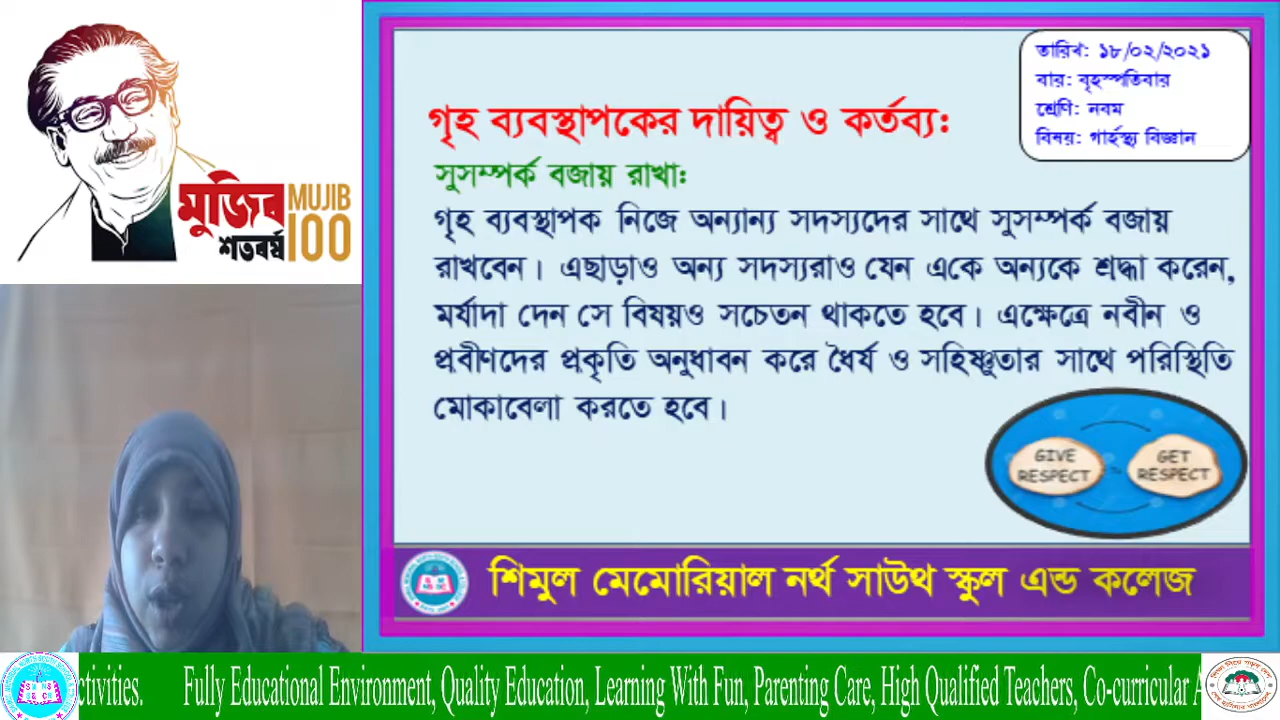 মুজিব
শতবর্ষ
MUJIB
100
তারিখ: ১৮/০২/২০২১
বার: বৃহস্পতিবার
শ্রেণি: নবম
বিষয়: গার্হস্থ্য বিজ্ঞান
গৃহ ব্যবস্থাপকের দায়িত্ব ও কর্তব্য:
সুসম্পর্ক বজায় রাখা:
গৃহ ব্যবস্থাপক নিজে অন্যান্য সদস্যদের সাথে সুসম্পর্ক বজায়
রাখবেন। এছাড়াও অন্য সদস্যরাও যেন একে অন্যকে শ্রদ্ধা করেন,
মর্যাদা দেন সে বিষয়ও সচেতন থাকতে হবে। এক্ষেত্রে নবীন ও
প্রবীণদের প্রকৃতি অনুধাবন করে ধৈর্য ও সহিষ্ণুতার সাথে পরিস্থিতি
মোকাবেলা করতে হবে।
GIVE
RESPECT
GET
RESPECT
শিমুল মেমোরিয়াল নর্থ সাউথ স্কুল এন্ড কলেজ
ctivities. Fully Educational Environment, Quality Education, Learning With Fun, Parenting Care, High Qualified Teachers, Co-curricular A